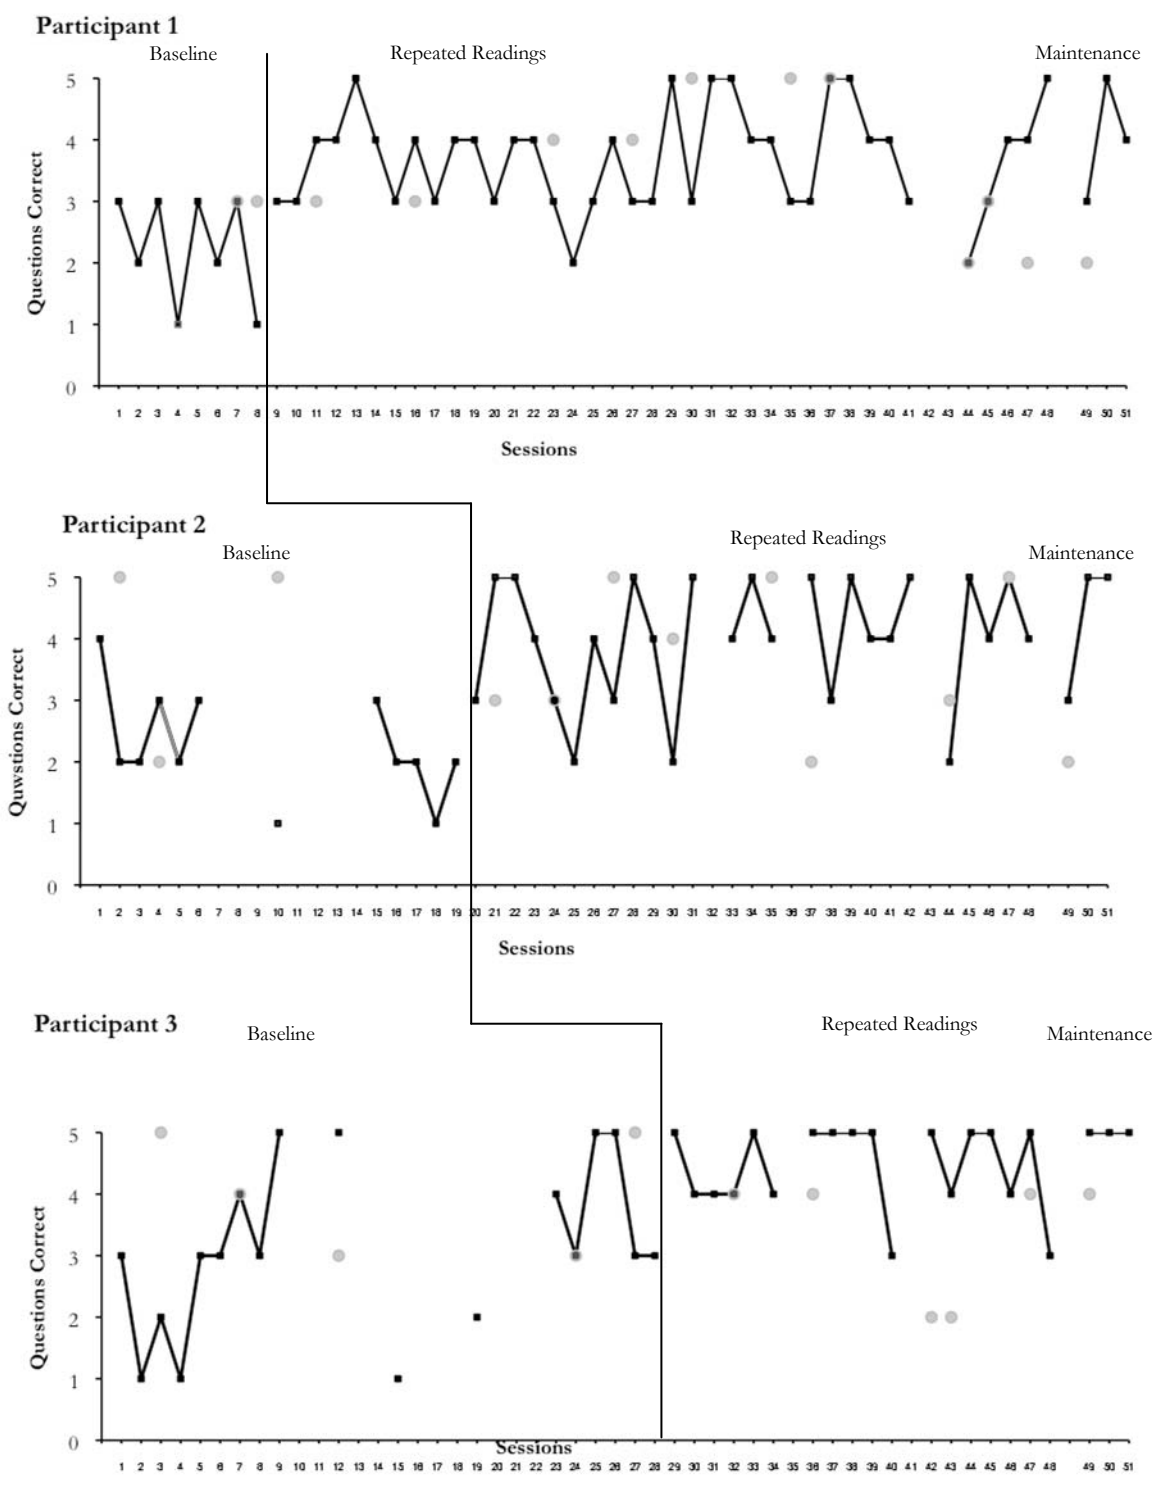 Participant 1
Baseline Repeated Readings Maintenance
5
4
3
2
1
0
Questions Correct
1 2 3 4 5 6 7 8 9 10 11 12 13 14 15 16 17 18 19 20 21 22 23 24 25 26 27 28 29 30 31 32 33 34 35 36 37 38 39 40 41 42 43 44 45 46 47 48 49 50 51
Sessions
Participant 2
Baseline Repeated Readings Maintenance
5
4
3
2
1
0
Quwstions Correct
1 2 3 4 5 6 7 8 9 10 11 12 13 14 15 16 17 18 19 20 21 22 23 24 25 26 27 28 29 30 31 32 33 34 35 36 37 38 39 40 41 42 43 44 45 46 47 48 49 50 51
Sessions
Participant 3
Baseline Repeated Readings Maintenance
5
4
3
2
1
0
Questions Correct
Sessions
1 2 3 4 5 6 7 8 9 10 11 12 13 14 15 16 17 18 19 20 21 22 23 24 25 26 27 28 29 30 31 32 33 34 35 36 37 38 39 40 41 42 43 44 45 46 47 48 49 50 51